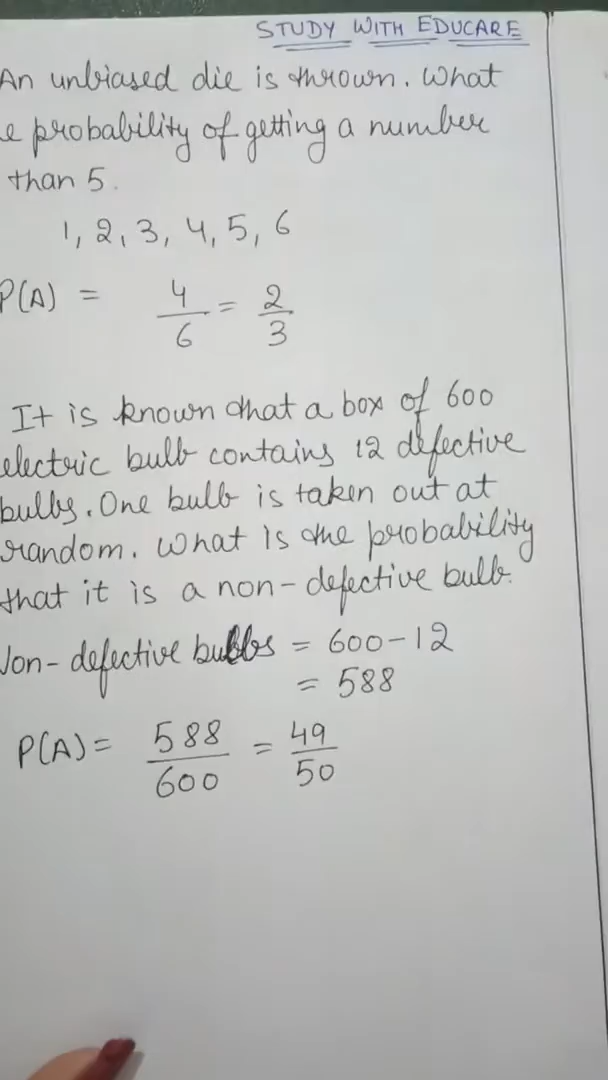 STUDY WITH EDUCARE
An unbiased die is thrown. What
e probability of getting a number
than 5.
1, 2, 3, 4, 5, 6
P(A) = 4/6 = 2/3
It is known that a box of 600
electric bulb contains 12 defective
bulbs. One bulb is taken out at
random. What is the probability
that it is a non-defective bulb.
Non-defective bulbs = 600-12
= 588
P(A) = 588/600 = 49/50